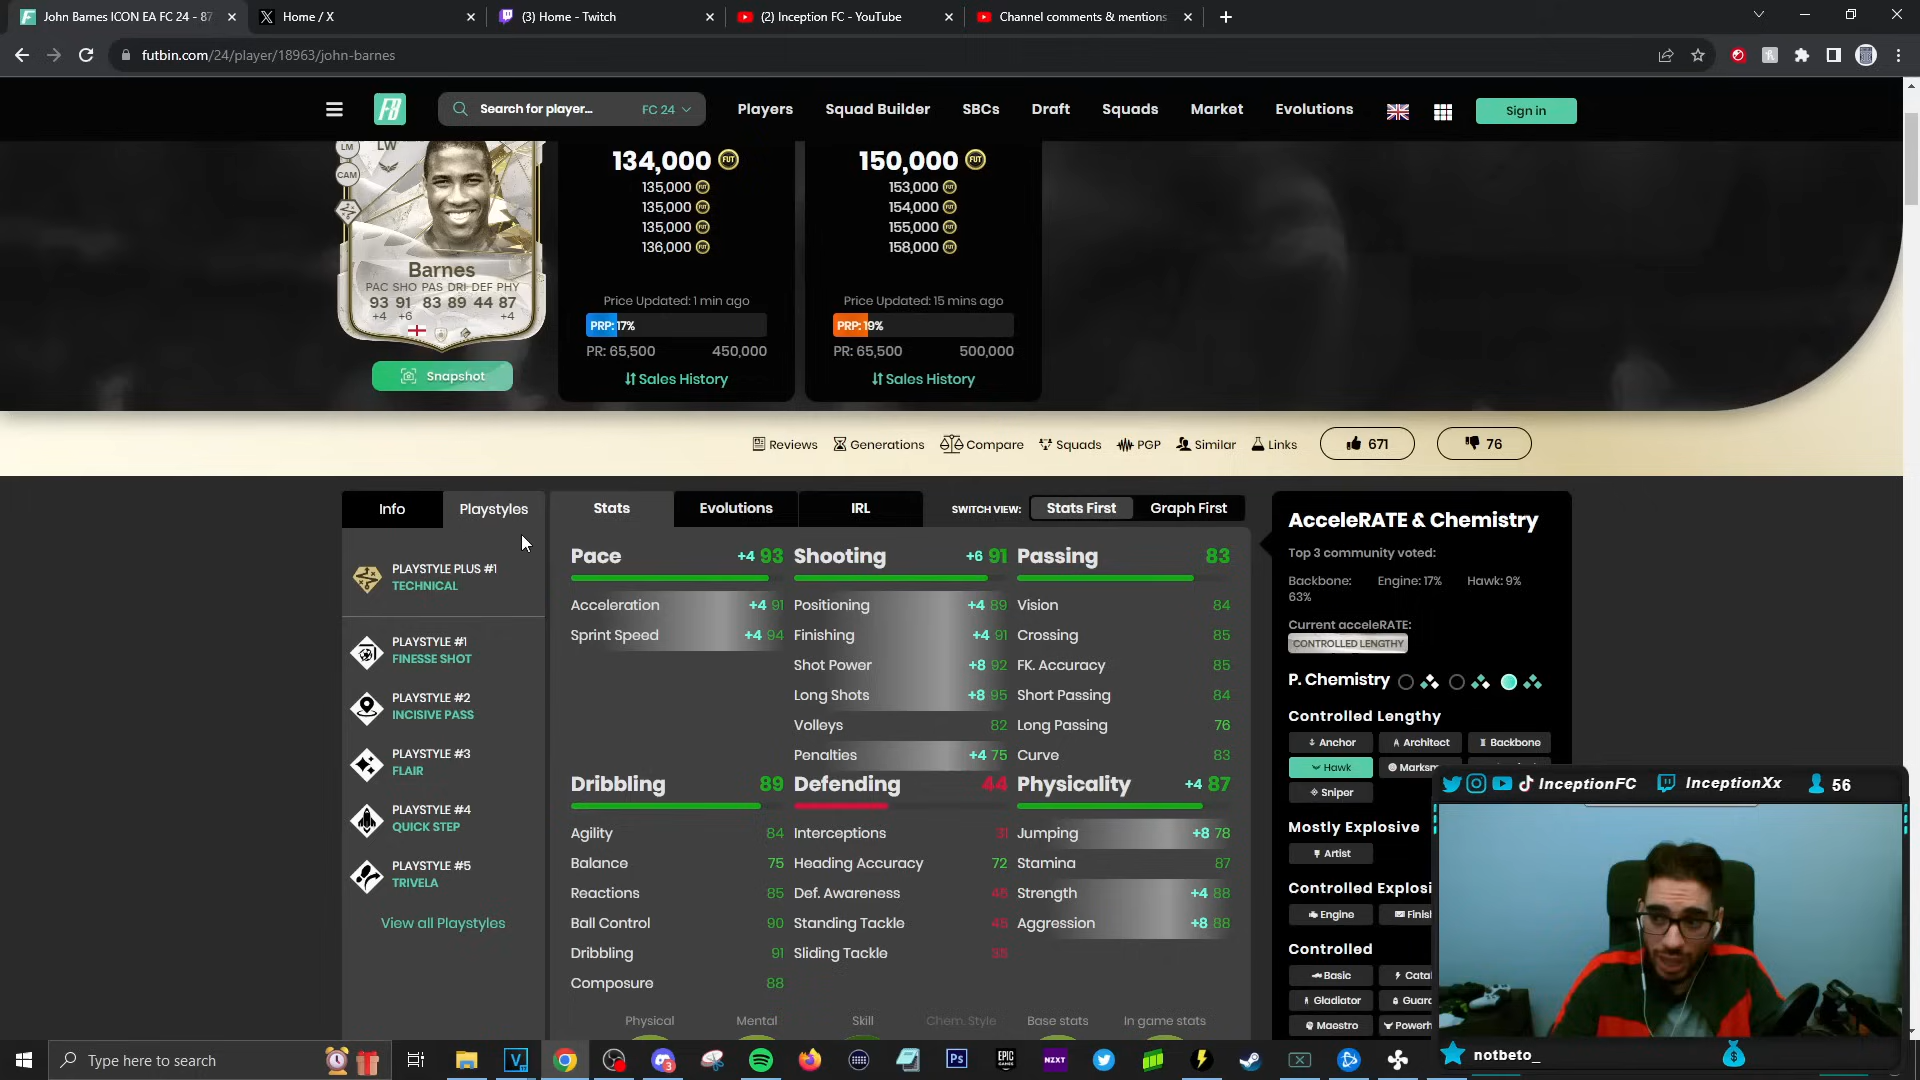 John Barnes ICON EA FC 24 - 87
Home / X
(3) Home - Twitch
(2) Inception FC - YouTube
Channel comments & mentions
futbin.com/24/player/18963/john-barnes
FB
Search for player...
FC 24
Players
Squad Builder
SBCs
Draft
Squads
Market
Evolutions
Sign in
LM
LW
CAM
Barnes
PAC SHO PAS DRI DEF PHY
93 91 83 89 44 87
+4 +6 +4
Snapshot
134,000
135,000
135,000
135,000
136,000
Price Updated: 1 min ago
PRP: 17%
PR: 65,500 450,000
Sales History
150,000
153,000
154,000
155,000
158,000
Price Updated: 15 mins ago
PRP: 19%
PR: 65,500 500,000
Sales History
Reviews
Generations
Compare
Squads
PGP
Similar
Links
671
76
Info
Playstyles
PLAYSTYLE PLUS #1
TECHNICAL
PLAYSTYLE #1
FINESSE SHOT
PLAYSTYLE #2
INCISIVE PASS
PLAYSTYLE #3
FLAIR
PLAYSTYLE #4
QUICK STEP
PLAYSTYLE #5
TRIVELA
View all Playstyles
Stats
Evolutions
IRL
SWITCH VIEW:
Stats First
Graph First
Pace +4 93
Acceleration +4 91
Sprint Speed +4 94
Shooting +6 91
Positioning +4 89
Finishing +4 91
Shot Power +8 92
Long Shots +8 95
Volleys 82
Penalties +4 75
Passing 83
Vision 84
Crossing 85
FK. Accuracy 85
Short Passing 84
Long Passing 76
Curve 83
Dribbling 89
Agility 84
Balance 75
Reactions 85
Ball Control 90
Dribbling 91
Composure 88
Defending 44
Interceptions 31
Heading Accuracy 72
Def. Awareness 46
Standing Tackle 45
Sliding Tackle 35
Physicality +4 87
Jumping +8 78
Stamina 87
Strength +4 88
Aggression +8 88
Physical
Mental
Skill
Chem. Style
Base stats
In game stats
AcceleRATE & Chemistry
Top 3 community voted:
Backbone: 63%
Engine: 17%
Hawk: 9%
Current acceleRATE:
CONTROLLED LENGTHY
P. Chemistry
Controlled Lengthy
Anchor
Architect
Backbone
Hawk
Marksm
Sniper
Mostly Explosive
Artist
Controlled Explosi
Engine
Finish
Controlled
Basic
Cata
Gladiator
Guard
Maestro
Powerh
InceptionFC
InceptionXx
56
notbeto_
Type here to search
V
3
Ps
EPIC GAMES
NZXT